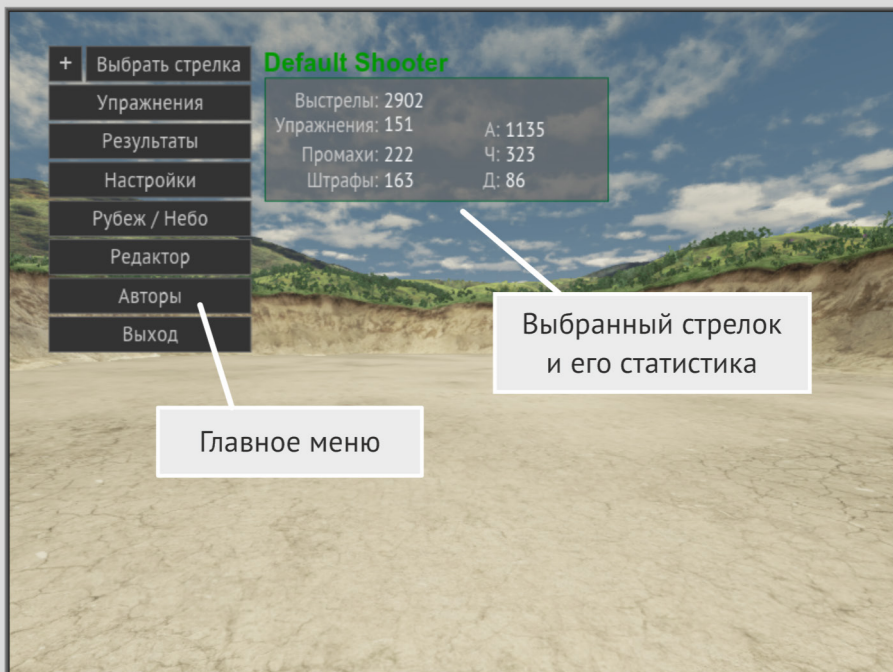 + Выбрать стрелка
Default Shooter
Упражнения
Результаты
Настройки
Рубеж / Небо
Редактор
Авторы
Выход
Выстрелы: 2902
Упражнения: 151
Промахи: 222
Штрафы: 163
А: 1135
Ч: 323
Д: 86
Выбранный стрелок
и его статистика
Главное меню